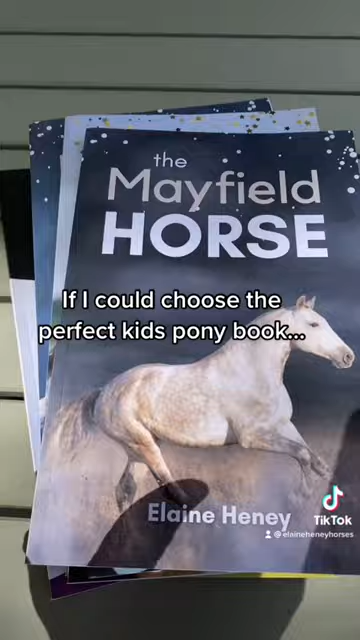 the
Mayfield
HORSE
If I could choose the
perfect kids pony book...
Elaine Heney
TikTok
@elaineheneyhorses